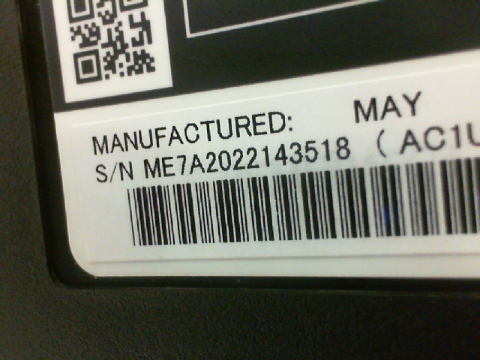 MANUFACTURED: MAY
S/N ME7A2022143518 ( AC1U